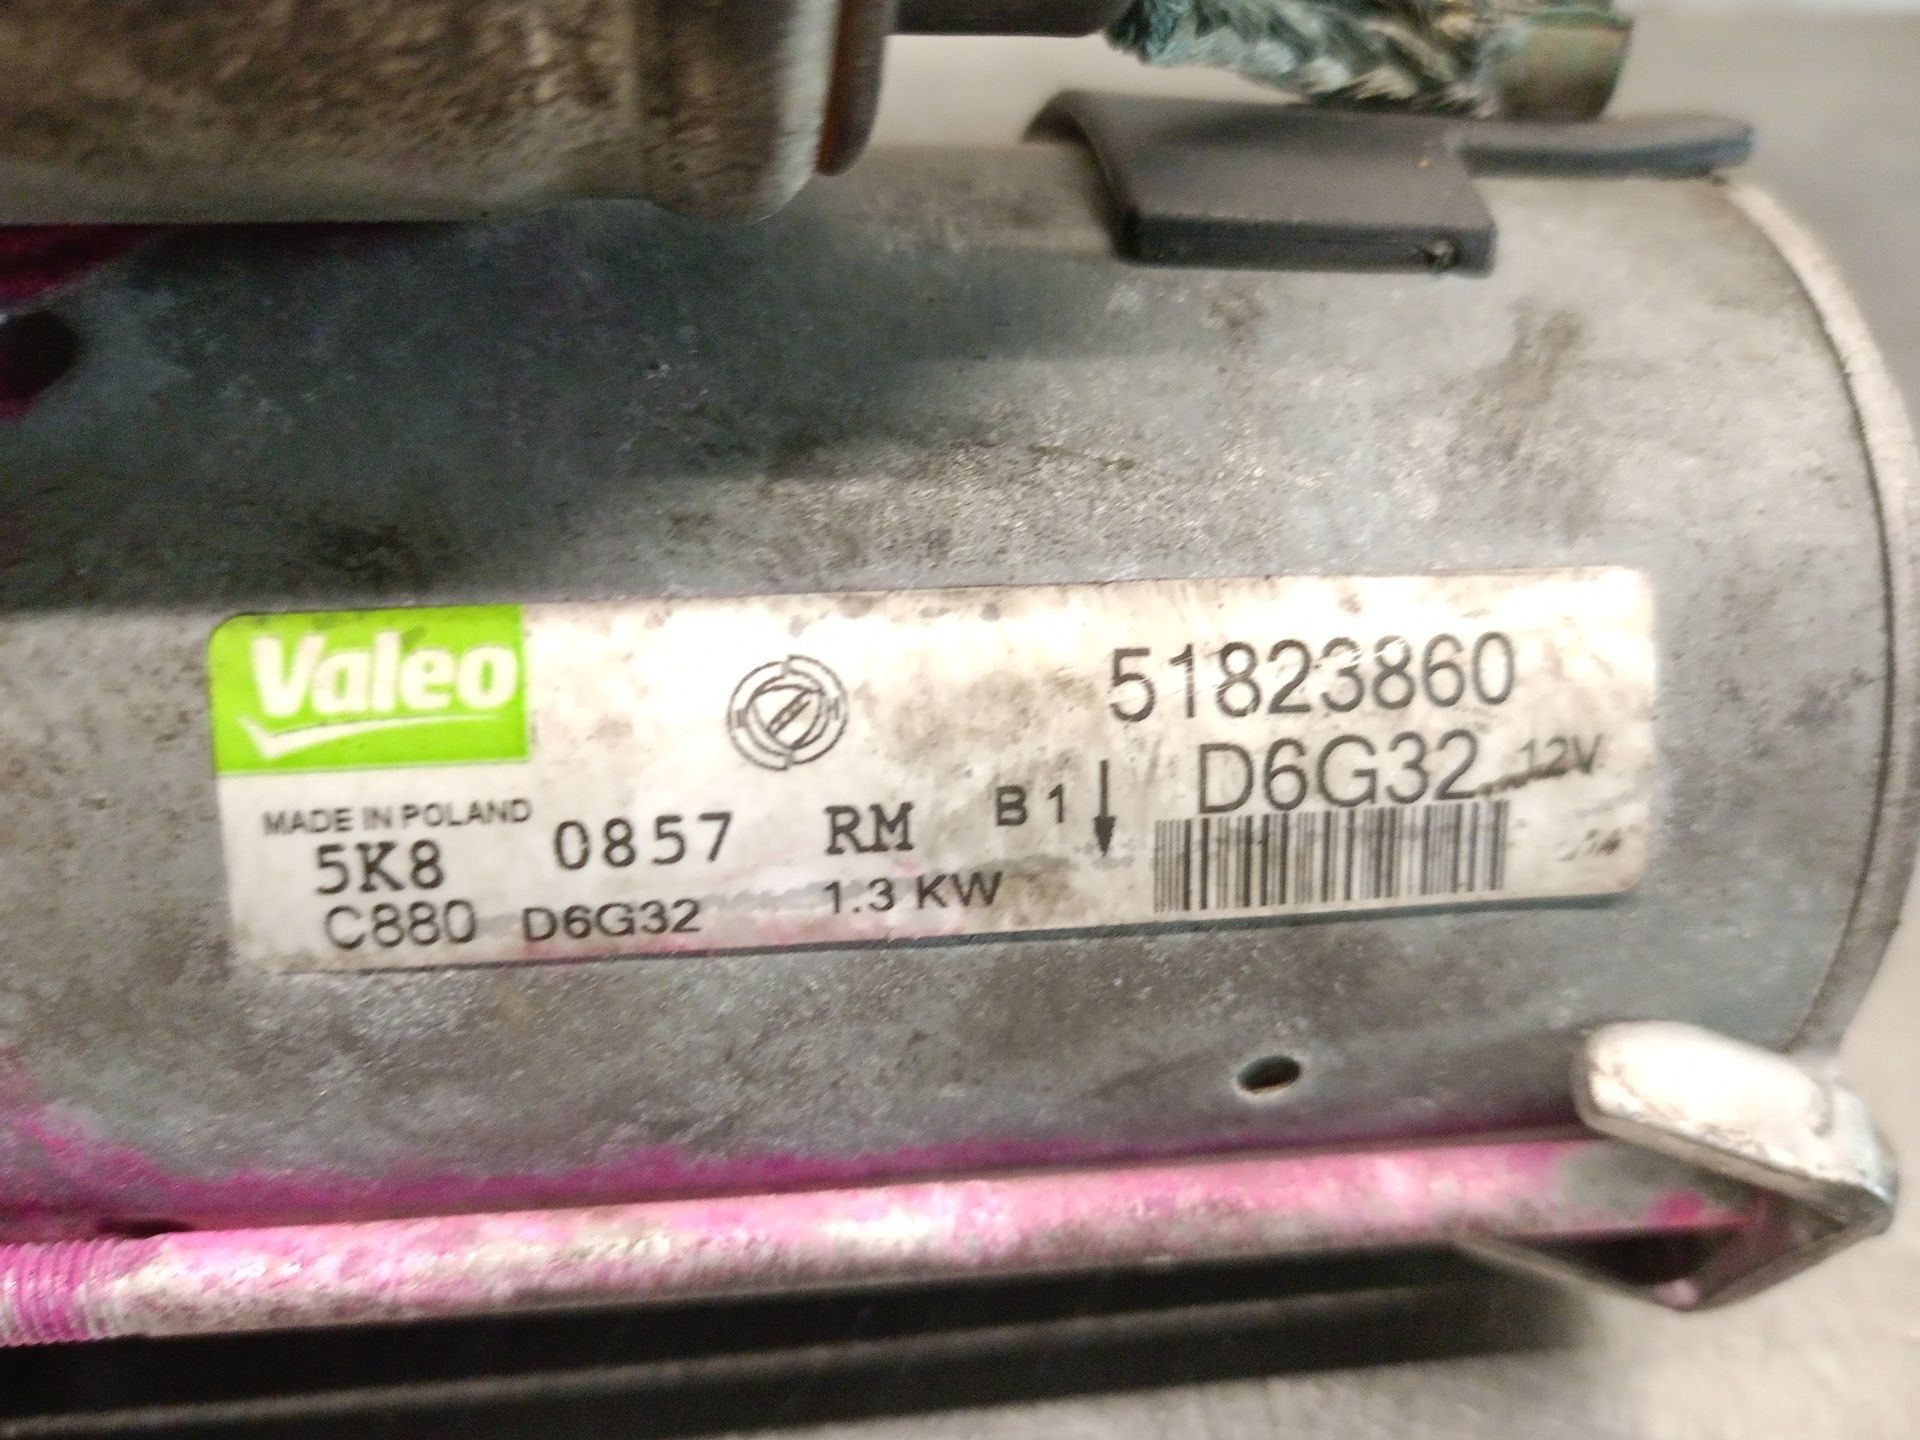 Valeo
51823860
D6G32 12V
MADE IN POLAND
5K8 0857 RM B1
C880 D6G32 1.3 KW